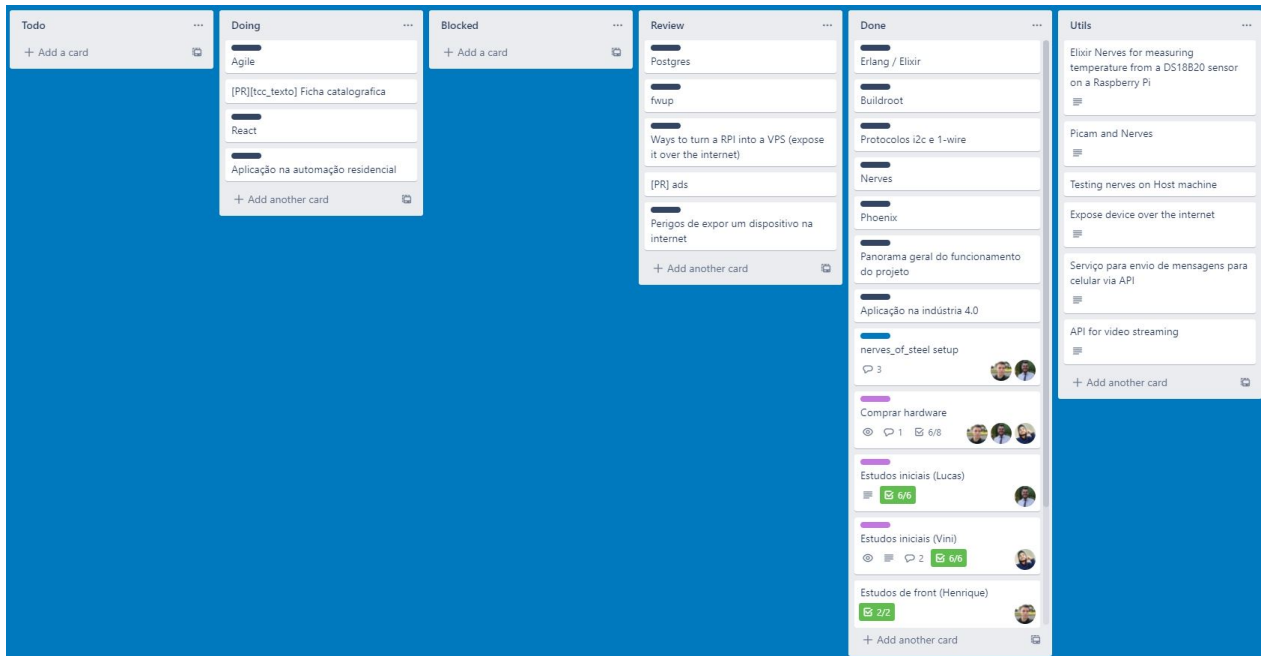 Todo ...
+ Add a card
Doing ...
Agile
[PR][tcc_texto] Ficha catalografica
React
Aplicação na automação residencial
+ Add another card
Blocked ...
+ Add a card
Review ...
Postgres
fwup
Ways to turn a RPI into a VPS (expose
it over the internet)
[PR] ads
Perigos de expor um dispositivo na
internet
+ Add another card
Done ...
Erlang / Elixir
Buildroot
Protocolos i2c e 1-wire
Nerves
Phoenix
Panorama geral do funcionamento
do projeto
Aplicação na indústria 4.0
nerves_of_steel setup
3
Comprar hardware
1 6/8
Estudos iniciais (Lucas)
6/6
Estudos iniciais (Vini)
2 6/6
Estudos de front (Henrique)
2/2
+ Add another card
Utils ...
Elixir Nerves for measuring
temperature from a DS18B20 sensor
on a Raspberry Pi
Picam and Nerves
Testing nerves on Host machine
Expose device over the internet
Serviço para envio de mensagens para
celular via API
API for video streaming
+ Add another card